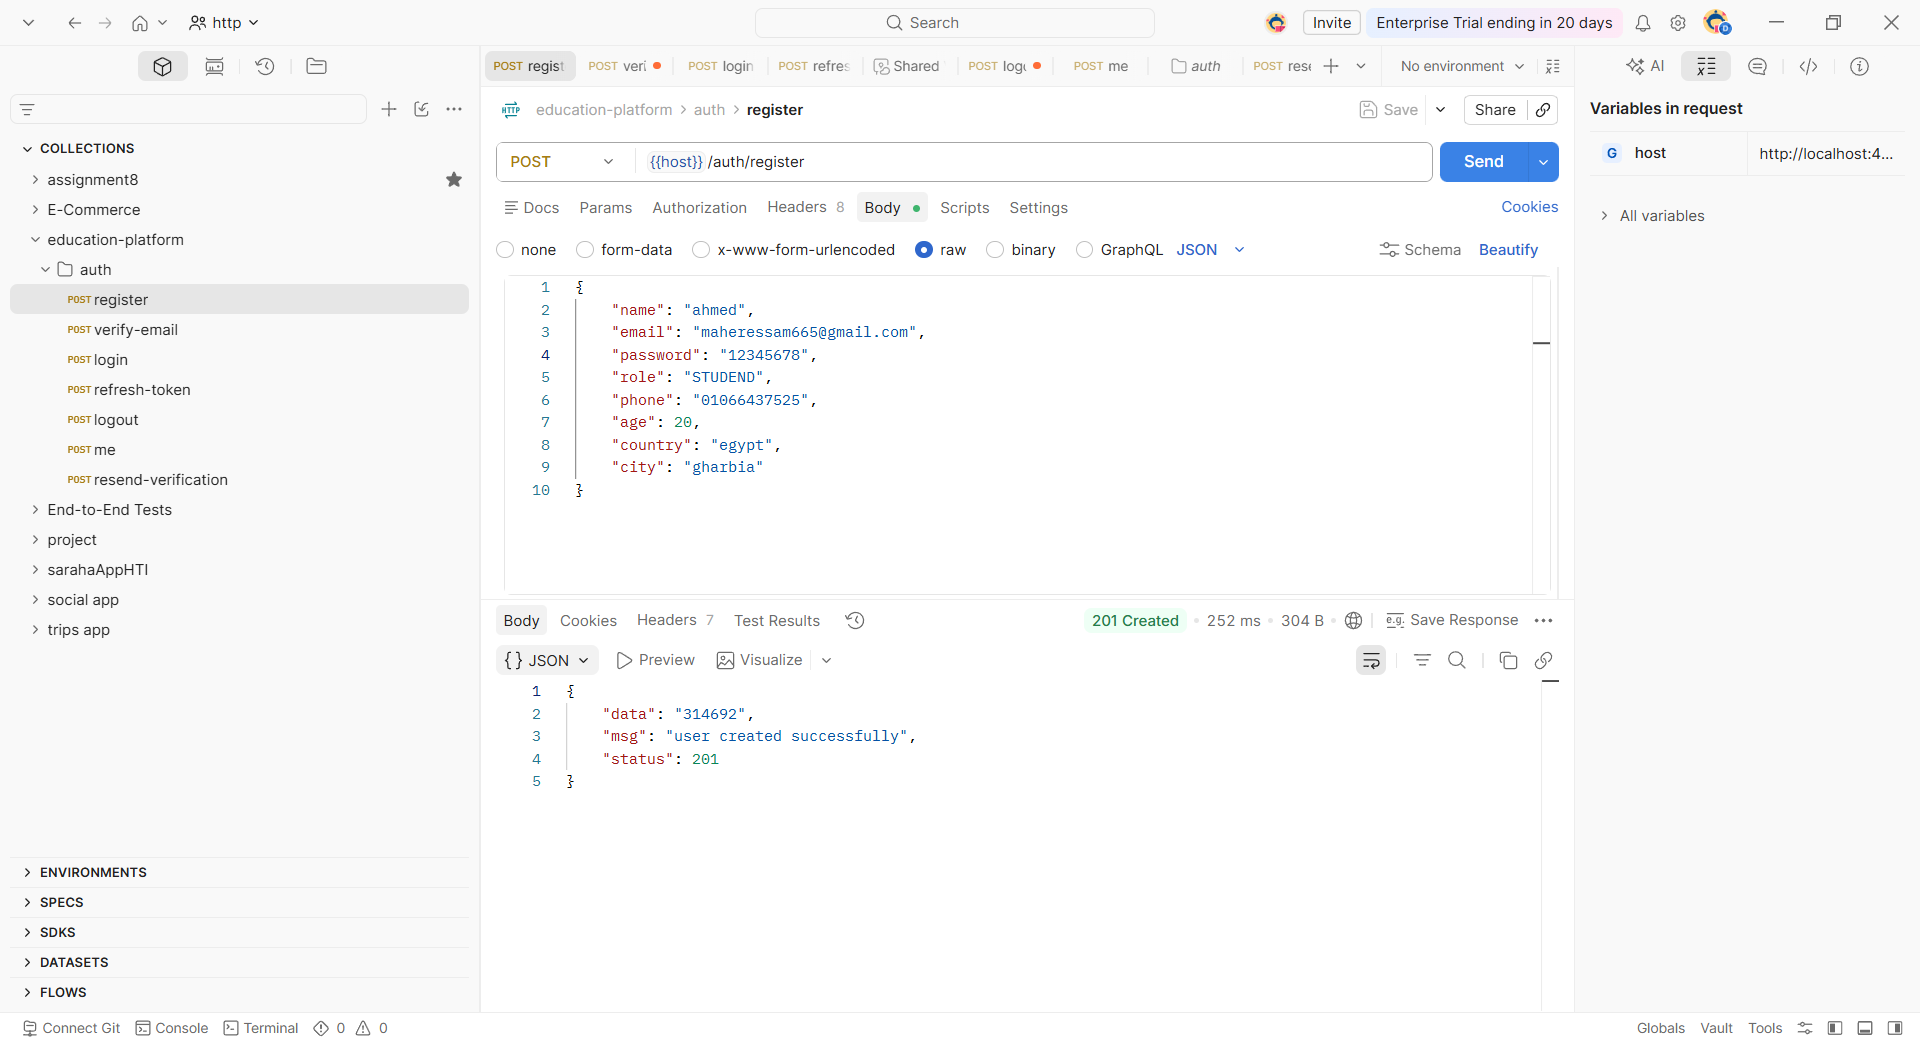 http
Search
Invite
Enterprise Trial ending in 20 days
COLLECTIONS
assignment8
E-Commerce
education-platform
auth
POST register
POST verify-email
POST login
POST refresh-token
POST logout
POST me
POST resend-verification
End-to-End Tests
project
sarahaAppHTI
social app
trips app
ENVIRONMENTS
SPECS
SDKS
DATASETS
FLOWS
POST regist
POST veri
POST login
POST refres
Shared
POST logo
POST me
auth
POST rese
No environment
HTTP education-platform > auth > register
Save
Share
POST {{host}} /auth/register
Send
Docs Params Authorization Headers 8 Body Scripts Settings
Cookies
none form-data x-www-form-urlencoded raw binary GraphQL JSON
Schema Beautify
1 {
2 "name": "ahmed",
3 "email": "maheressam665@gmail.com",
4 "password": "12345678",
5 "role": "STUDEND",
6 "phone": "01066437525",
7 "age": 20,
8 "country": "egypt",
9 "city": "gharbia"
10 }
Body Cookies Headers 7 Test Results
201 Created • 252 ms • 304 B
e.g. Save Response
{} JSON Preview Visualize
1 {
2 "data": "314692",
3 "msg": "user created successfully",
4 "status": 201
5 }
AI
Variables in request
G host http://localhost:4...
All variables
Connect Git Console Terminal 0 0
Globals Vault Tools